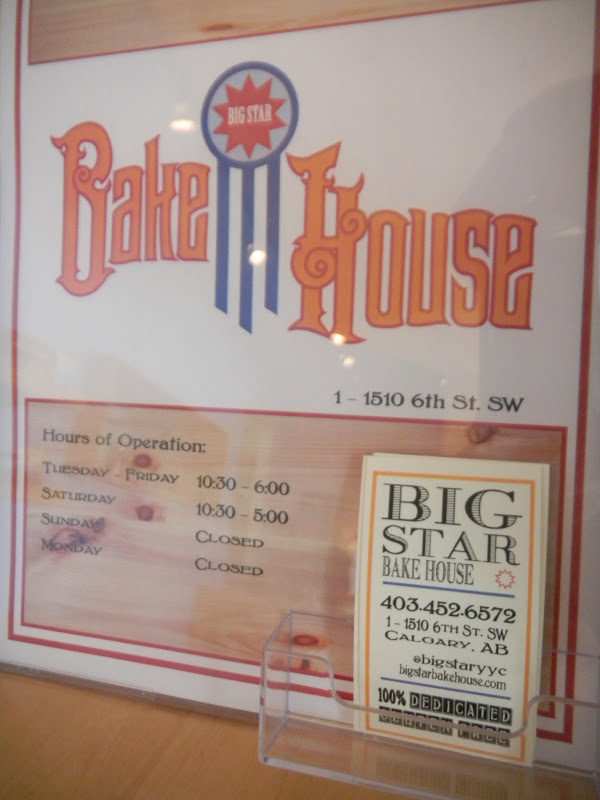 BIG STAR
Bake House
1 - 1510 6th St. SW
Hours of Operation:
Tuesday - Friday 10:30 - 6:00
Saturday 10:30 - 5:00
Sunday Closed
Monday Closed
BIG
STAR
BAKE HOUSE
403.452.6572
1 - 1510 6TH ST. SW
CALGARY, AB
@bigstaryyc
bigstarbakehouse.com
100% DEDICATED
GLUTEN FREE